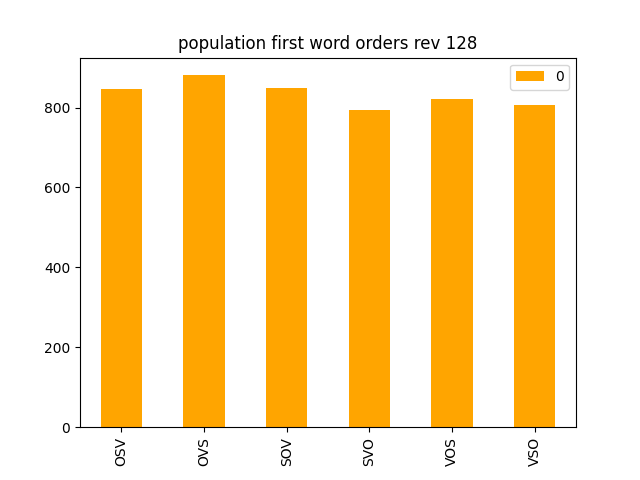 population first word orders rev 128
0
800
600
400
200
0
OSV
OVS
SOV
SVO
VOS
VSO